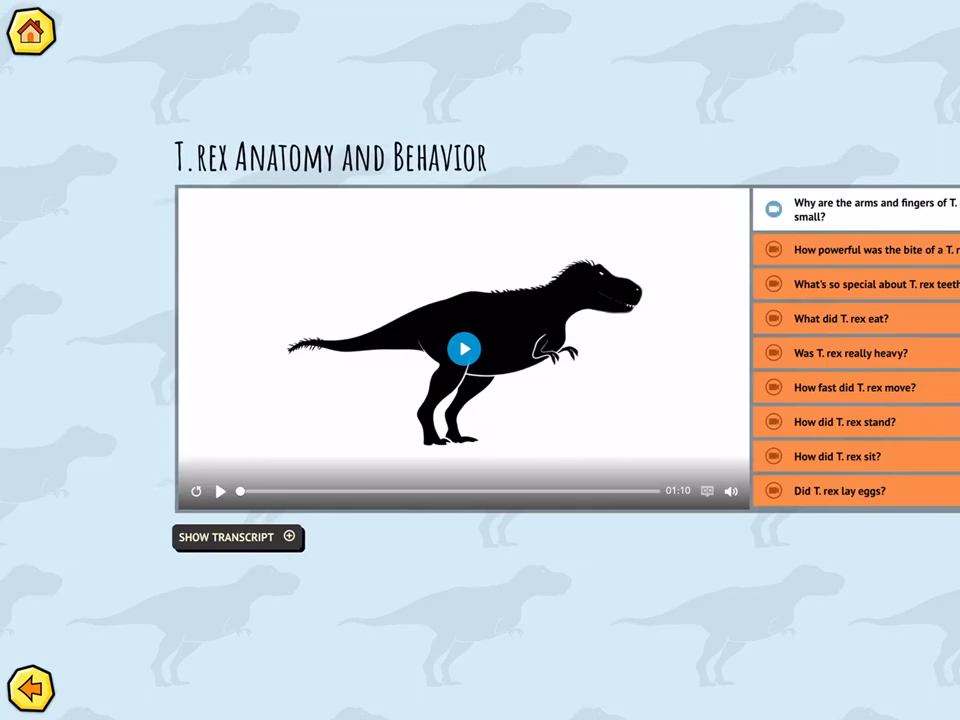 T.rex Anatomy and Behavior
Why are the arms and fingers of T.
small?
How powerful was the bite of a T.
What's so special about T. rex teeth
What did T. rex eat?
Was T. rex really heavy?
How fast did T. rex move?
How did T. rex stand?
How did T. rex sit?
Did T. rex lay eggs?
01:10
SHOW TRANSCRIPT